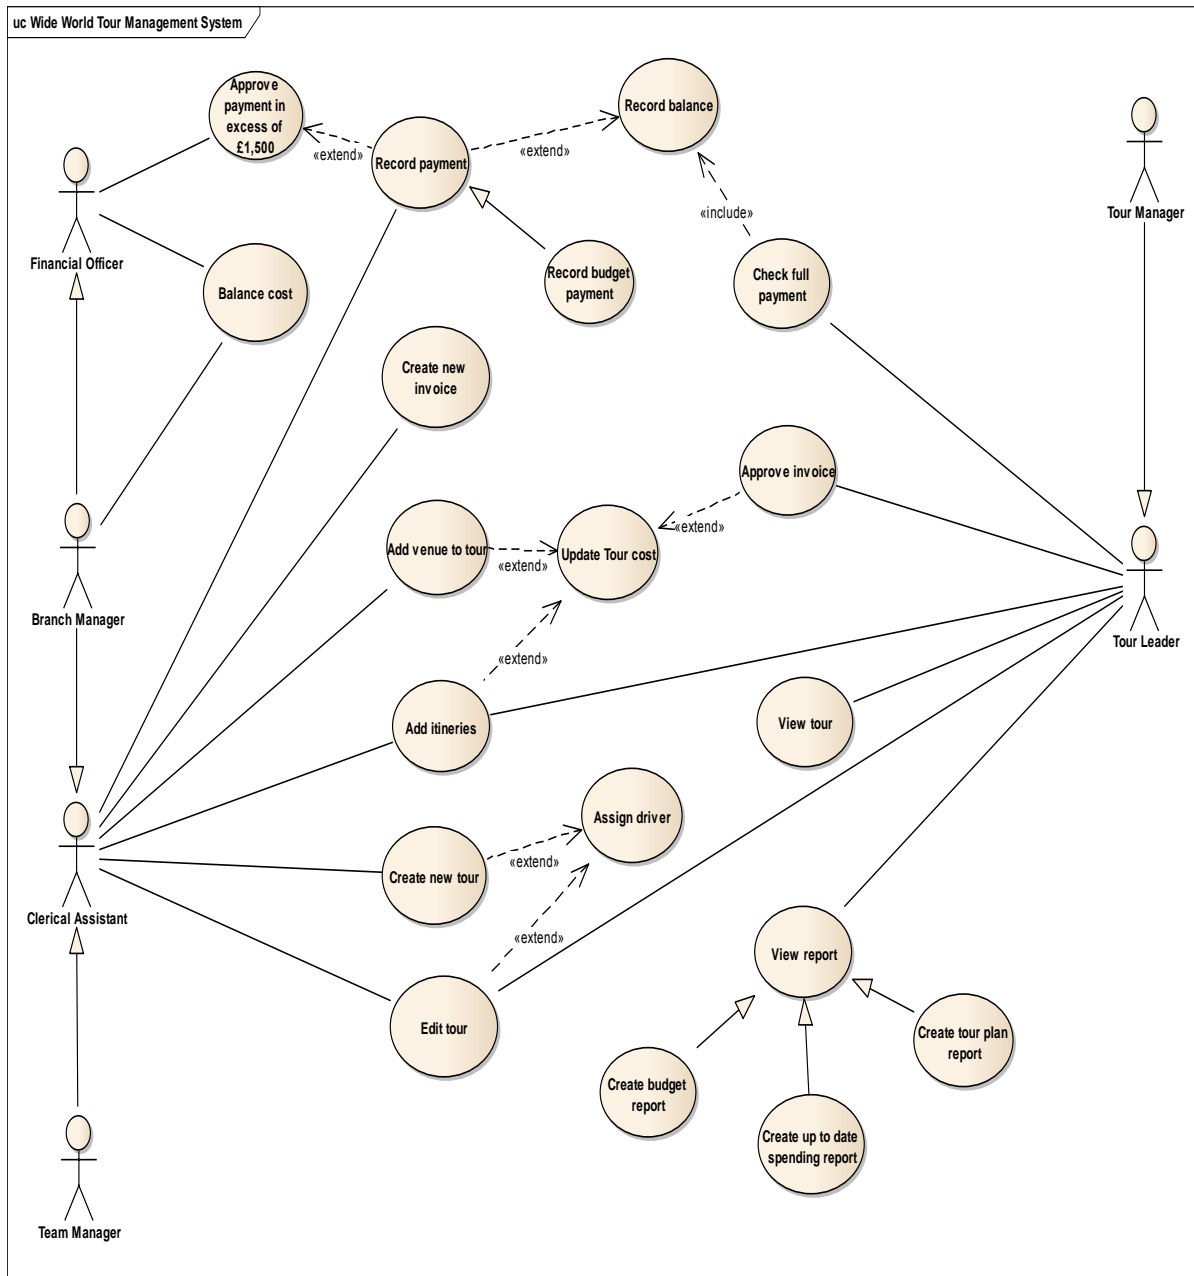 uc Wide World Tour Management System
Approve
payment in
excess of
£1,500
«extend»
Record payment
«extend»
Record balance
Tour Manager
Financial Officer
«include»
Balance cost
Record budget
payment
Check full
payment
Create new
invoice
Approve invoice
Branch Manager
Add venue to tour
«extend»
Update Tour cost
«extend»
Tour Leader
«extend»
Add itineries
View tour
Clerical Assistant
Create new tour
«extend»
Assign driver
«extend»
View report
Edit tour
Create budget
report
Create up to date
spending report
Create tour plan
report
Team Manager